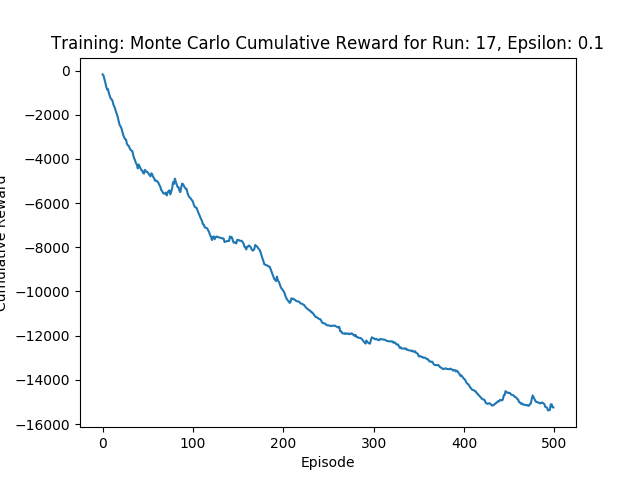 Training: Monte Carlo Cumulative Reward for Run: 17, Epsilon: 0.1
Cumulative Reward
0
−2000
−4000
−6000
−8000
−10000
−12000
−14000
−16000
0 100 200 300 400 500
Episode